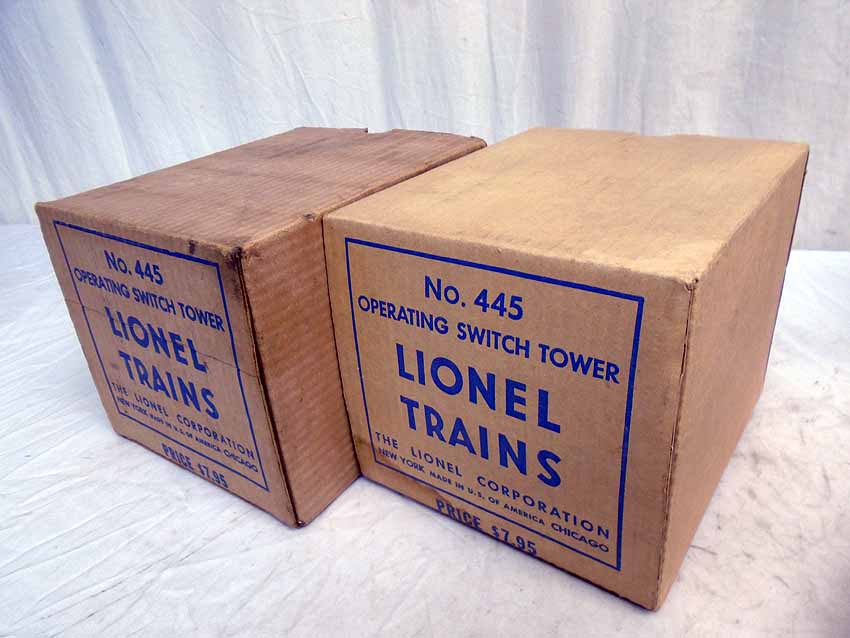 No. 445
OPERATING SWITCH TOWER
LIONEL
TRAINS
THE LIONEL CORPORATION
NEW YORK MADE IN U.S. OF AMERICA CHICAGO
PRICE $7.95
No. 445
OPERATING SWITCH TOWER
LIONEL
TRAINS
THE LIONEL CORPORATION
NEW YORK MADE IN U.S. OF AMERICA CHICAGO
PRICE $7.95